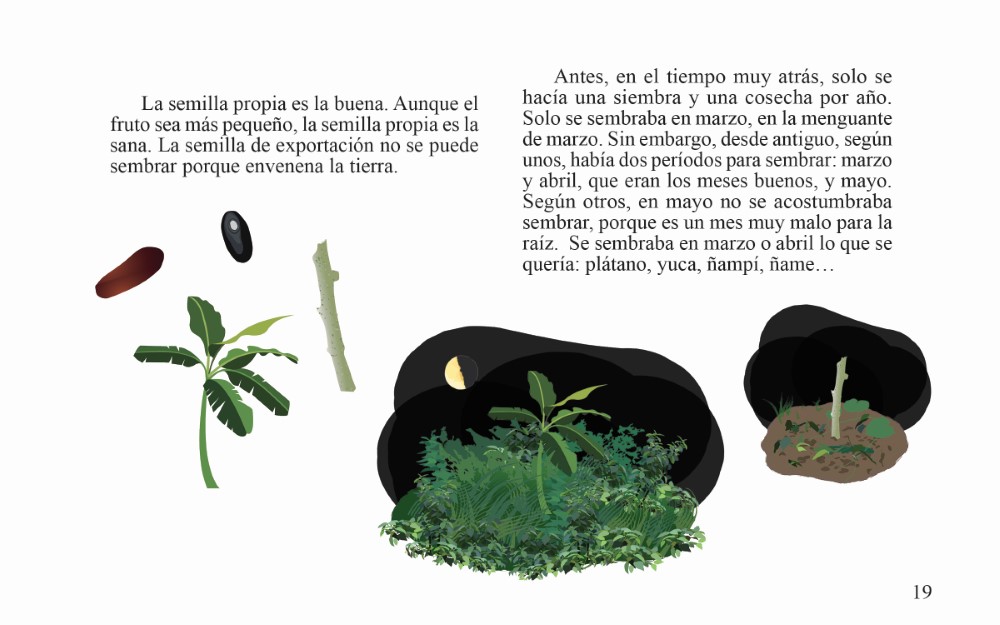 La semilla propia es la buena. Aunque el
fruto sea más pequeño, la semilla propia es la
sana. La semilla de exportación no se puede
sembrar porque envenena la tierra.
Antes, en el tiempo muy atrás, solo se
hacía una siembra y una cosecha por año.
Solo se sembraba en marzo, en la menguante
de marzo. Sin embargo, desde antiguo, según
unos, había dos períodos para sembrar: marzo
y abril, que eran los meses buenos, y mayo.
Según otros, en mayo no se acostumbraba
sembrar, porque es un mes muy malo para la
raíz. Se sembraba en marzo o abril lo que se
quería: plátano, yuca, ñampí, ñame…
19